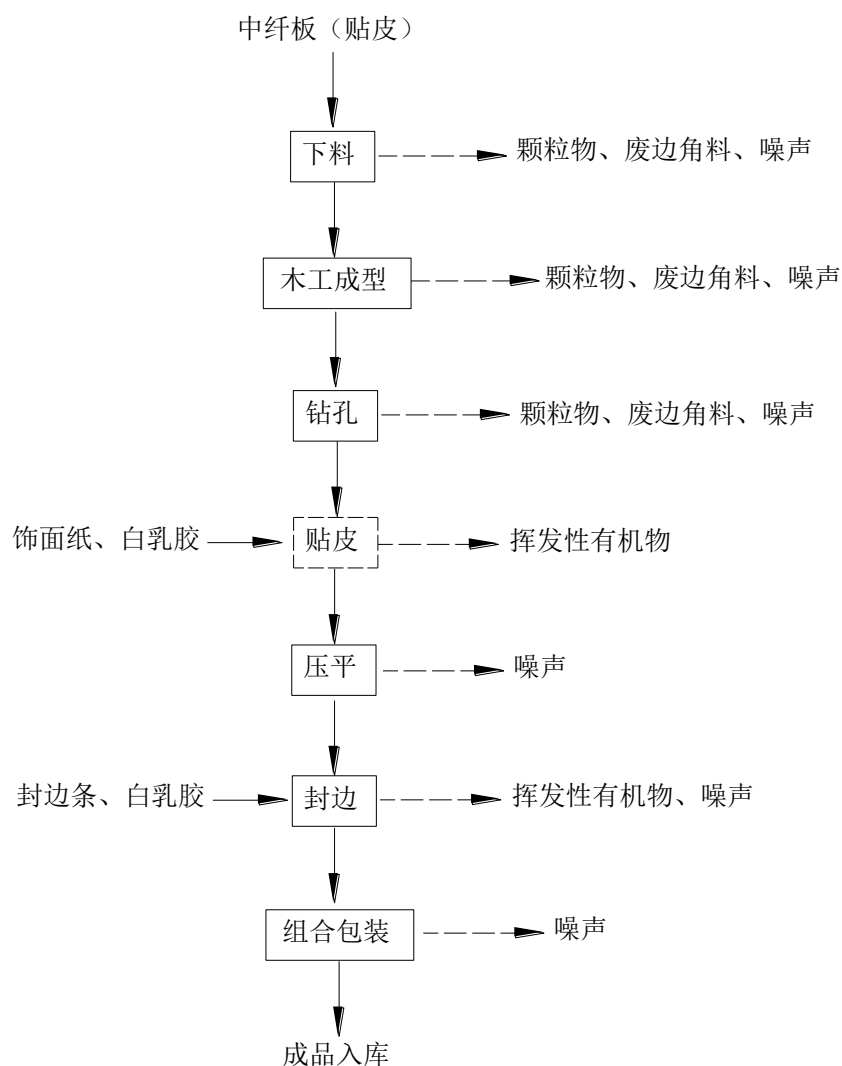 中纤板（贴皮）
下料
颗粒物、废边角料、噪声
木工成型
颗粒物、废边角料、噪声
钻孔
颗粒物、废边角料、噪声
饰面纸、白乳胶
贴皮
挥发性有机物
压平
噪声
封边条、白乳胶
封边
挥发性有机物、噪声
组合包装
噪声
成品入库